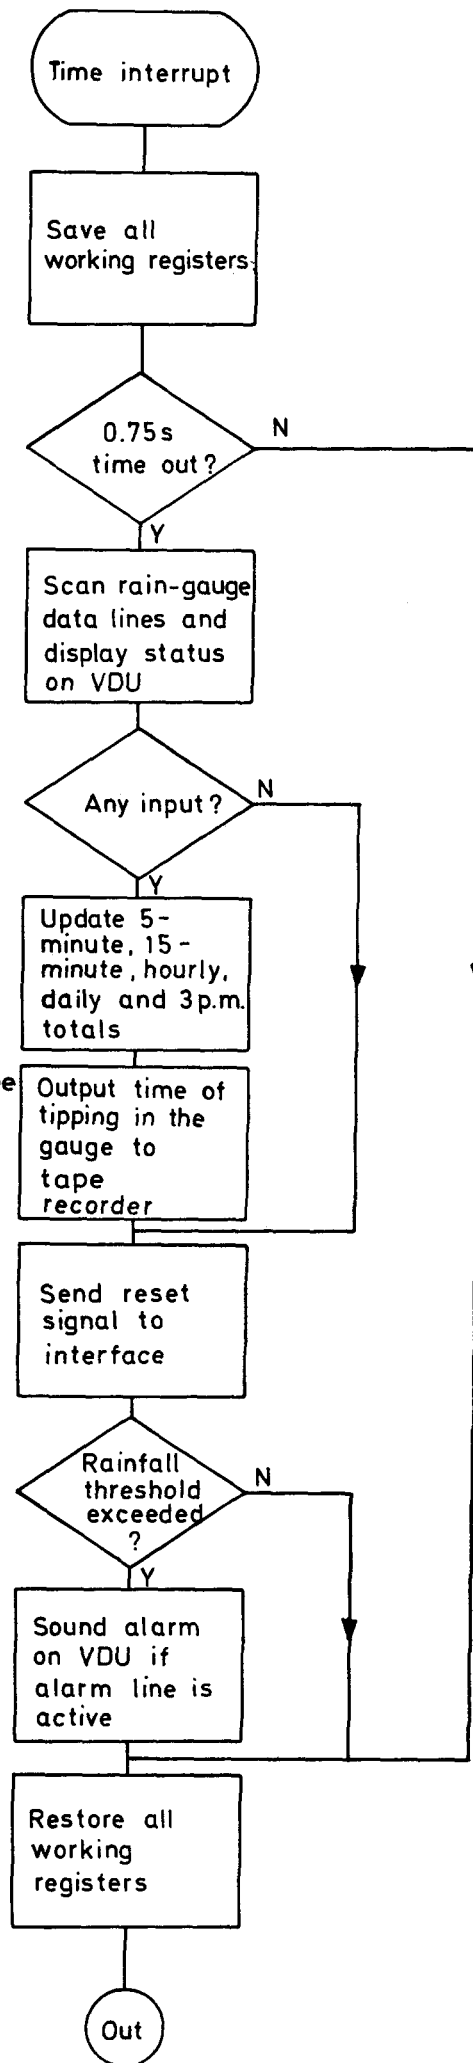 Time interrupt
Save all
working registers
0.75s
time out?
N
Y
Scan rain-gauge
data lines and
display status
on VDU
Any input?
N
Y
Update 5-
minute, 15-
minute, hourly,
daily and 3p.m.
totals
Output time of
tipping in the
gauge to
tape
recorder
Send reset
signal to
interface
Rainfall
threshold
exceeded
?
N
Y
Sound alarm
on VDU if
alarm line is
active
Restore all
working
registers
Out